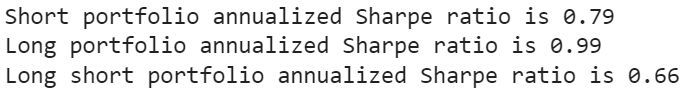 Short portfolio annualized Sharpe ratio is 0.79
Long portfolio annualized Sharpe ratio is 0.99
Long short portfolio annualized Sharpe ratio is 0.66